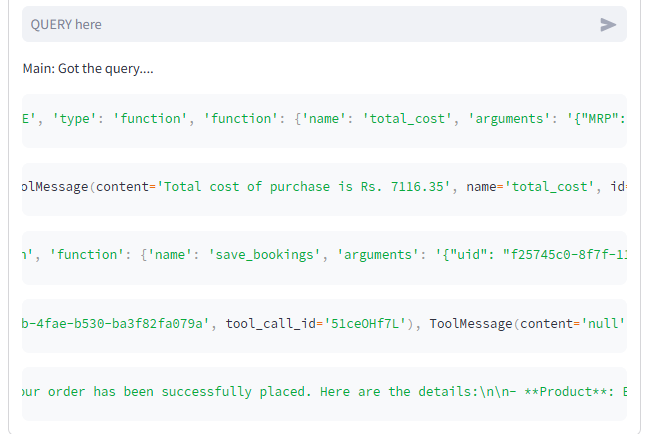 QUERY here
Main: Got the query....
E', 'type': 'function', 'function': {'name': 'total_cost', 'arguments': '{"MRP":
olMessage(content='Total cost of purchase is Rs. 7116.35', name='total_cost', id=
n', 'function': {'name': 'save_bookings', 'arguments': '{"uid": "f25745c0-8f7f-11
b-4fae-b530-ba3f82fa079a', tool_call_id='51ceOHf7L'), ToolMessage(content='null'
our order has been successfully placed. Here are the details:\n\n- **Product**: E